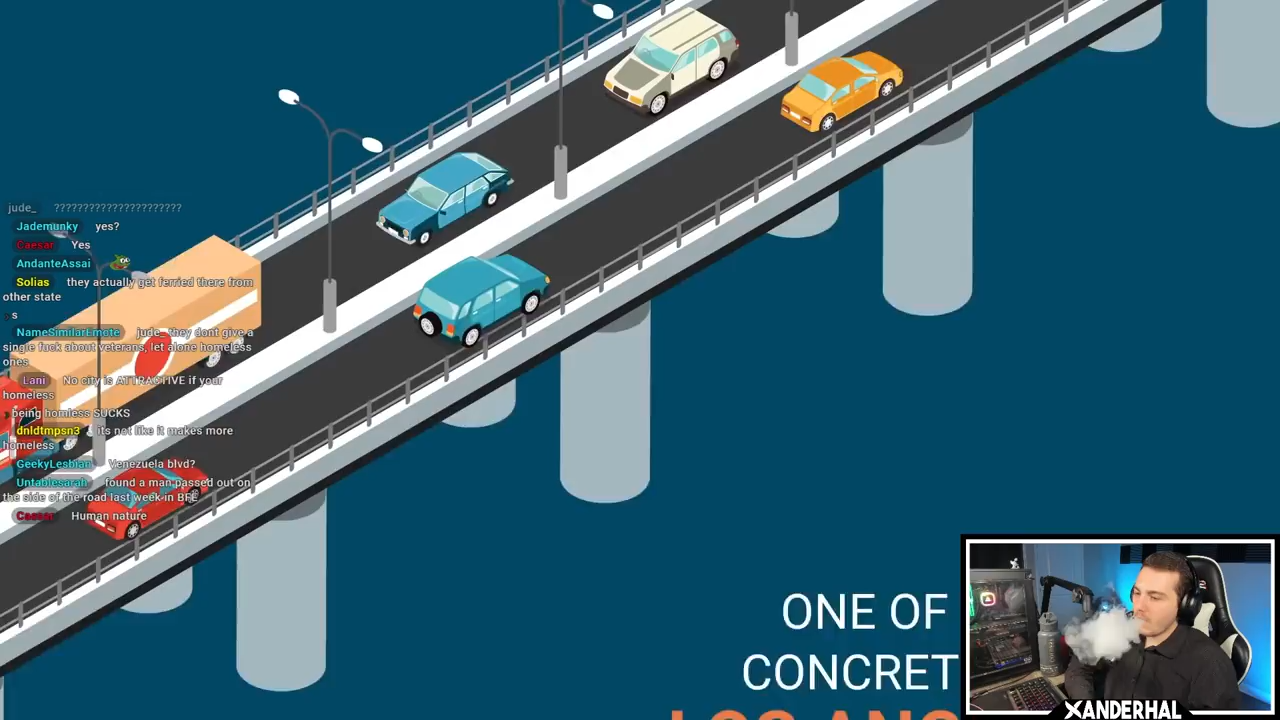 jude_ ??????????????????????
Jademunky yes?
Caesar Yes
AndanteAssai
Solias they actually get ferried there from
other state
s
NameSimilarEmote jude_ they dont give a
single fuck about veterans, let alone homeless
ones
Lani No city is ATTRACTIVE if your
homeless
being homless SUCKS
dnldtmpsn3 its not like it makes more
homeless
GeekyLesbian Venezuela blvd?
Untablesarah found a man passed out on
the side of the road last week in BFE
Caesar Human nature
ONE OF
CONCRET
LOS ANG
XANDERHAL